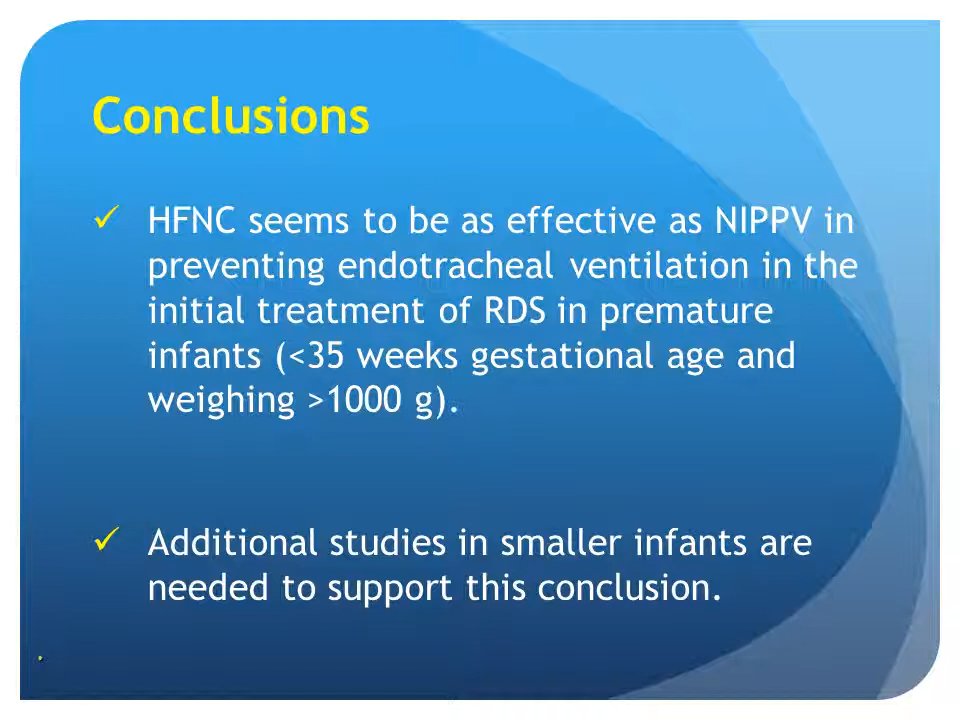 Conclusions
✓ HFNC seems to be as effective as NIPPV in
preventing endotracheal ventilation in the
initial treatment of RDS in premature
infants (<35 weeks gestational age and
weighing >1000 g).
✓ Additional studies in smaller infants are
needed to support this conclusion.